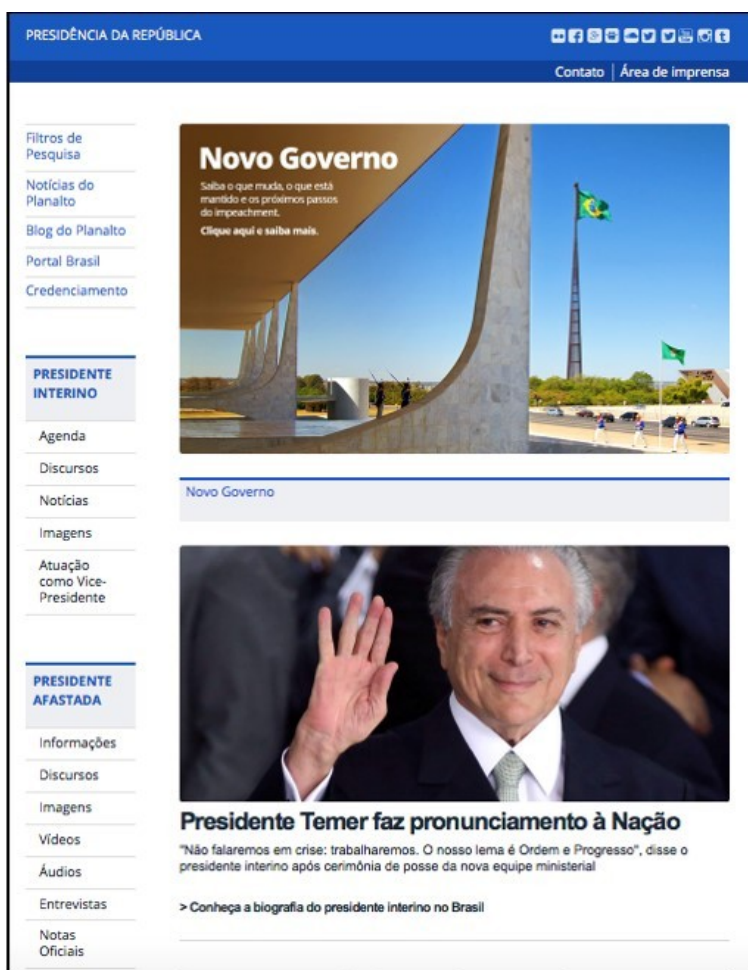 PRESIDÊNCIA DA REPÚBLICA
Contato | Área de imprensa
Filtros de
Pesquisa
Notícias do
Planalto
Blog do Planalto
Portal Brasil
Credenciamento
PRESIDENTE
INTERINO
Agenda
Discursos
Notícias
Imagens
Atuação
como Vice-
Presidente
PRESIDENTE
AFASTADA
Informações
Discursos
Imagens
Vídeos
Áudios
Entrevistas
Notas
Oficiais
Novo Governo
Saiba o que muda, o que está
mantido e os próximos passos
do impeachment.
Clique aqui e saiba mais.
Novo Governo
Presidente Temer faz pronunciamento à Nação
"Não falaremos em crise: trabalharemos. O nosso lema é Ordem e Progresso", disse o
presidente interino após cerimônia de posse da nova equipe ministerial
> Conheça a biografia do presidente interino no Brasil